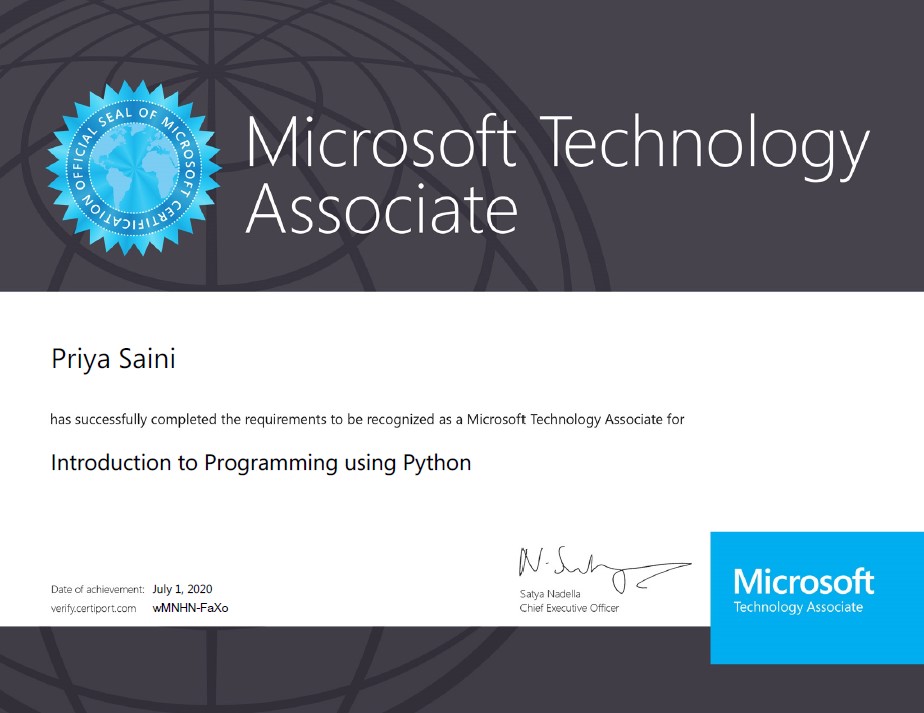 OFFICIAL SEAL OF MICROSOFT CERTIFICATION
Microsoft Technology
Associate
Priya Saini
has successfully completed the requirements to be recognized as a Microsoft Technology Associate for
Introduction to Programming using Python
Date of achievement: July 1, 2020
verify.certiport.com wMNHN-FaXo
Satya Nadella
Chief Executive Officer
Microsoft
Technology Associate